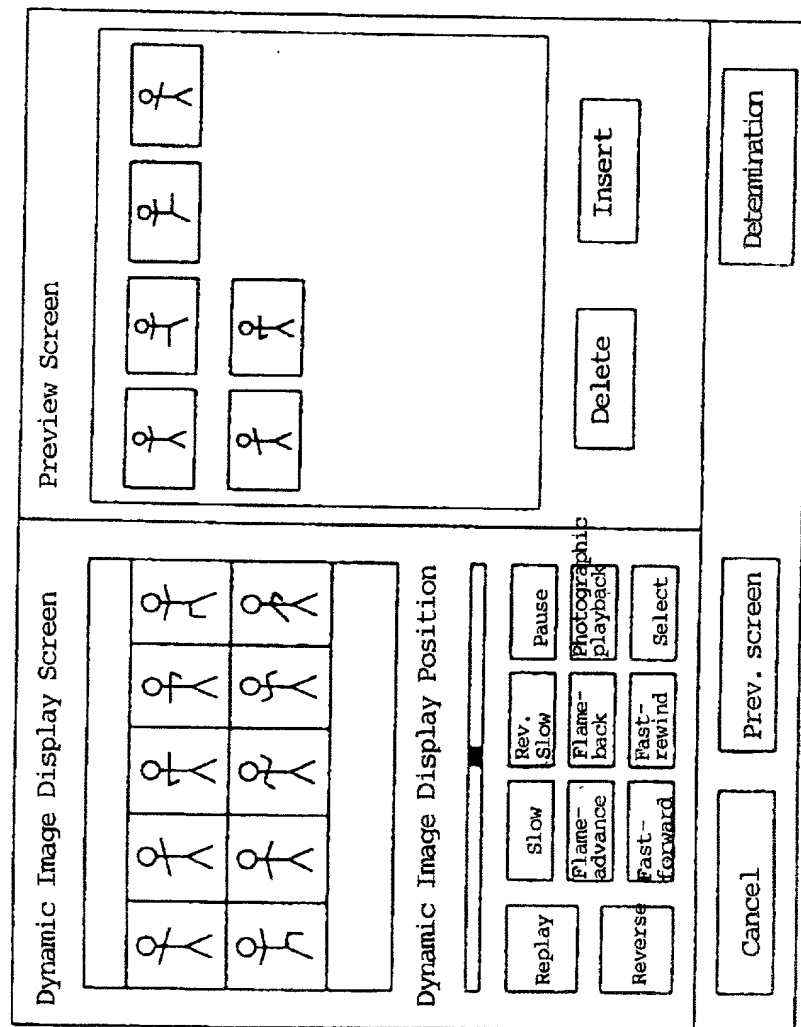 Dynamic Image Display Screen
Dynamic Image Display Position
Replay
Reverse
Slow
Rev.
Slow
Pause
Flame-
advance
Flame-
back
Photographic
playback
Fast-
forward
Fast-
rewind
Select
Preview Screen
Delete
Insert
Cancel
Prev. screen
Determination